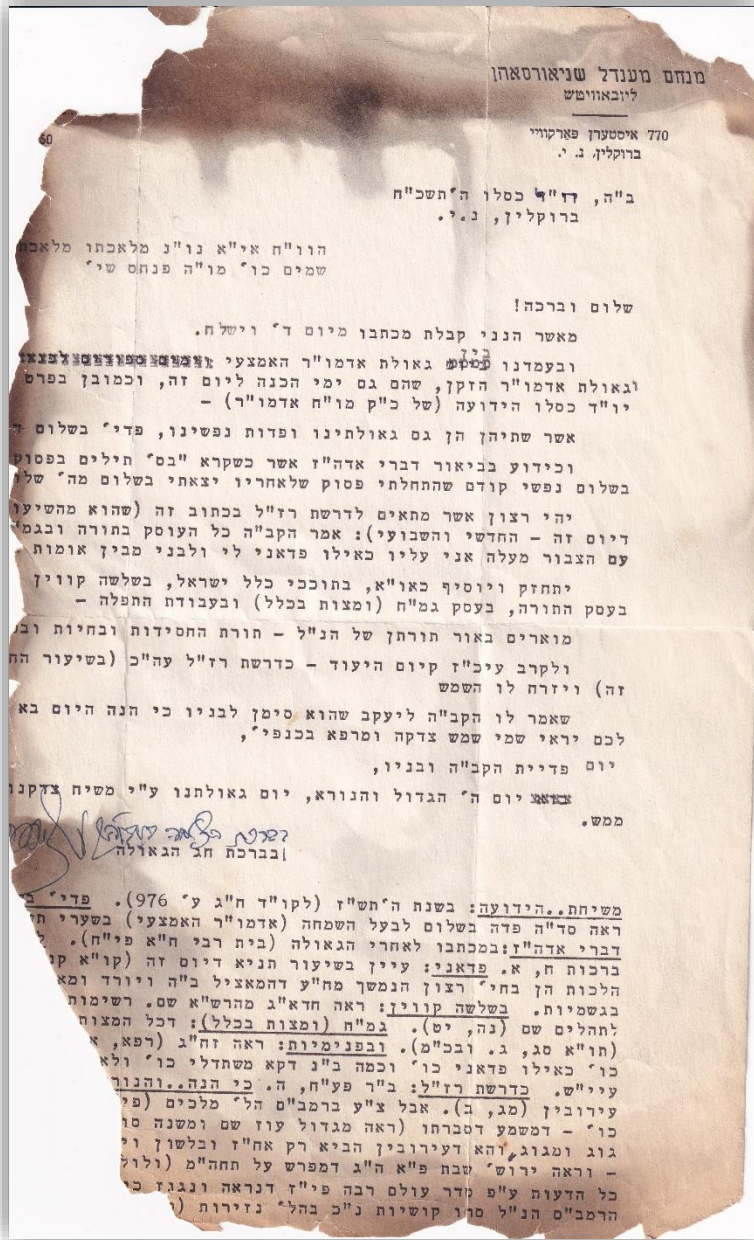 מנחם מענדל שניאורסאהן
ליובאוויטש
770 איסטערן פּאַרקוויי
ברוקלין, נ. י.
60
ב"ה, יו"ד כסלו ה'תשכ"ח
ברוקלין, נ.י.
הוו"ח אי"א נו"נ מלאכתו מלאכת
שמים כו' מו"ה פנחס שי'
שלום וברכה!
מאשר הנני קבלת מכתבו מיום ד' וישלח.
ובעמדנו בין גאולת אדמו"ר האמצעי
וגאולת אדמו"ר הזקן, שהם גם ימי הכנה ליום זה, וכמובן בפרט
יו"ד כסלו הידועה (של כ"ק מו"ח אדמו"ר) –
אשר שתיהן הן גם גאולתינו ופדות נפשינו, פדי' בשלום
וכידוע בביאור דברי אדה"ז אשר כשקרא "בס' תילים בפסוק
בשלום נפשי קודם שהתחלתי פסוק שלאחריו יצאתי בשלום מה' שלו
יהי רצון אשר מתאים לדרשת רז"ל בכתוב זה (שהוא מהשיעו
דיום זה – החדשי והשבועי): אמר הקב"ה כל העוסק בתורה ובגמ'
עם הצבור מעלה אני עליו כאילו פדאני לי ולבני מבין אומות
יתחזק ויוסיף כאו"א, בתוככי כלל ישראל, בשלשה קווין
בעסק התורה, בעסק גמ"ח (ומצות בכלל) ובעבודת התפלה –
מוארים באור תורתן של הנ"ל – תורת החסידות ובחיות ובפ
ולקרב עיכ"ז קיום היעוד – כדרשת רז"ל עה"כ (בשיעור הח
זה) ויזרח לו השמש
שאמר לו הקב"ה ליעקב שהוא סימן לבניו כי הנה היום בא
לכם יראי שמי שמש צדקה ומרפא בכנפי',
יום פדיית הקב"ה ובניו,
יום ה' הגדול והנורא, יום גאולתנו ע"י משיח צדקנו
ממש.
בברכת חג הגאולה
משיחת..הידועה: בשנת ה'תש"ז (לקו"ד ח"ג ע' 976). פדי'
ראה סד"ה פדה בשלום לבעל השמחה (אדמו"ר האמצעי) בשערי
דברי אדה"ז: במכתבו לאחרי הגאולה (בית רבי ח"א פי"ח).
ברכות ח, א. פדאני: עיין בשיעור תניא דיום זה (קו"א
הלכות הן בחי' רצון הנמשך מח"ע דהמאציל ב"ה ויורד
בגשמיות. בשלשה קווין: ראה חדא"ג מהרש"א שם. רשימות
לתהלים שם (נה, יט). גמ"ח (ומצות בכלל): דכל המצות
(תו"א סג, ג. ובכ"מ). ובפנימיות: ראה זח"ג (רפא, א
כו' כאילו פדאני כו' וכמה ב"נ דקא משתדלי כו' ולא
עיי"ש. כדרשת רז"ל: ב"ר פע"ח, ה. כי הנה..והנור
עירובין (מג, ב). אבל צ"ע ברמב"ם הל' מלכים
כו' – דמשמע דסברתו (ראה מגדול עוז שם ומשנה
גוג ומגוג, והא דעירובין הביא רק אח"ז ובלשון
– וראה ירוש' שבת פ"א ה"ג דמפרש על תחה"מ
כל הדעות ע"פ סדר עולם רבה פי"ז דנראה ונגנז
הרמב"ם הנ"ל סרו קושיות נ"כ בהל' נזירות